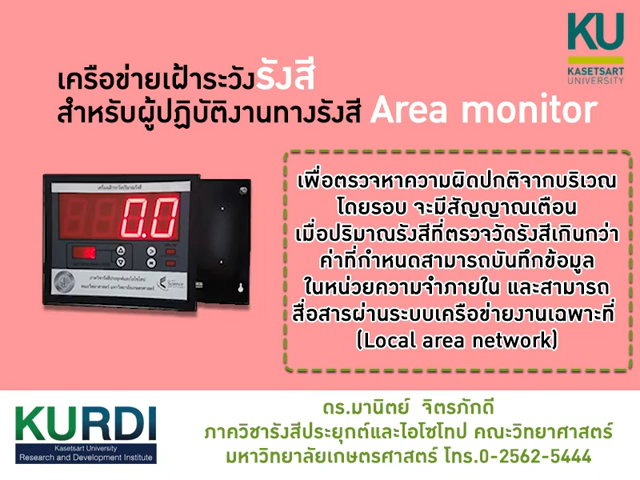 KU
KASETSART
UNIVERSITY
เครือข่ายเฝ้าระวังรังสี
สำหรับผู้ปฏิบัติงานทางรังสี Area monitor
0.0
เพื่อตรวจหาความผิดปกติจากบริเวณ
โดยรอบ จะมีสัญญาณเตือน
เมื่อปริมาณรังสีที่ตรวจวัดรังสีเกินกว่า
ค่าที่กำหนดสามารถบันทึกข้อมูล
ในหน่วยความจำภายใน และสามารถ
สื่อสารผ่านระบบเครือข่ายงานเฉพาะที่
(Local area network)
KURDI
Kasetsart University
Research and Development Institute
ดร.มานิตย์ จิตรภักดี
ภาควิชารังสีประยุกต์และไอโซโทป คณะวิทยาศาสตร์
มหาวิทยาลัยเกษตรศาสตร์ โทร.0-2562-5444